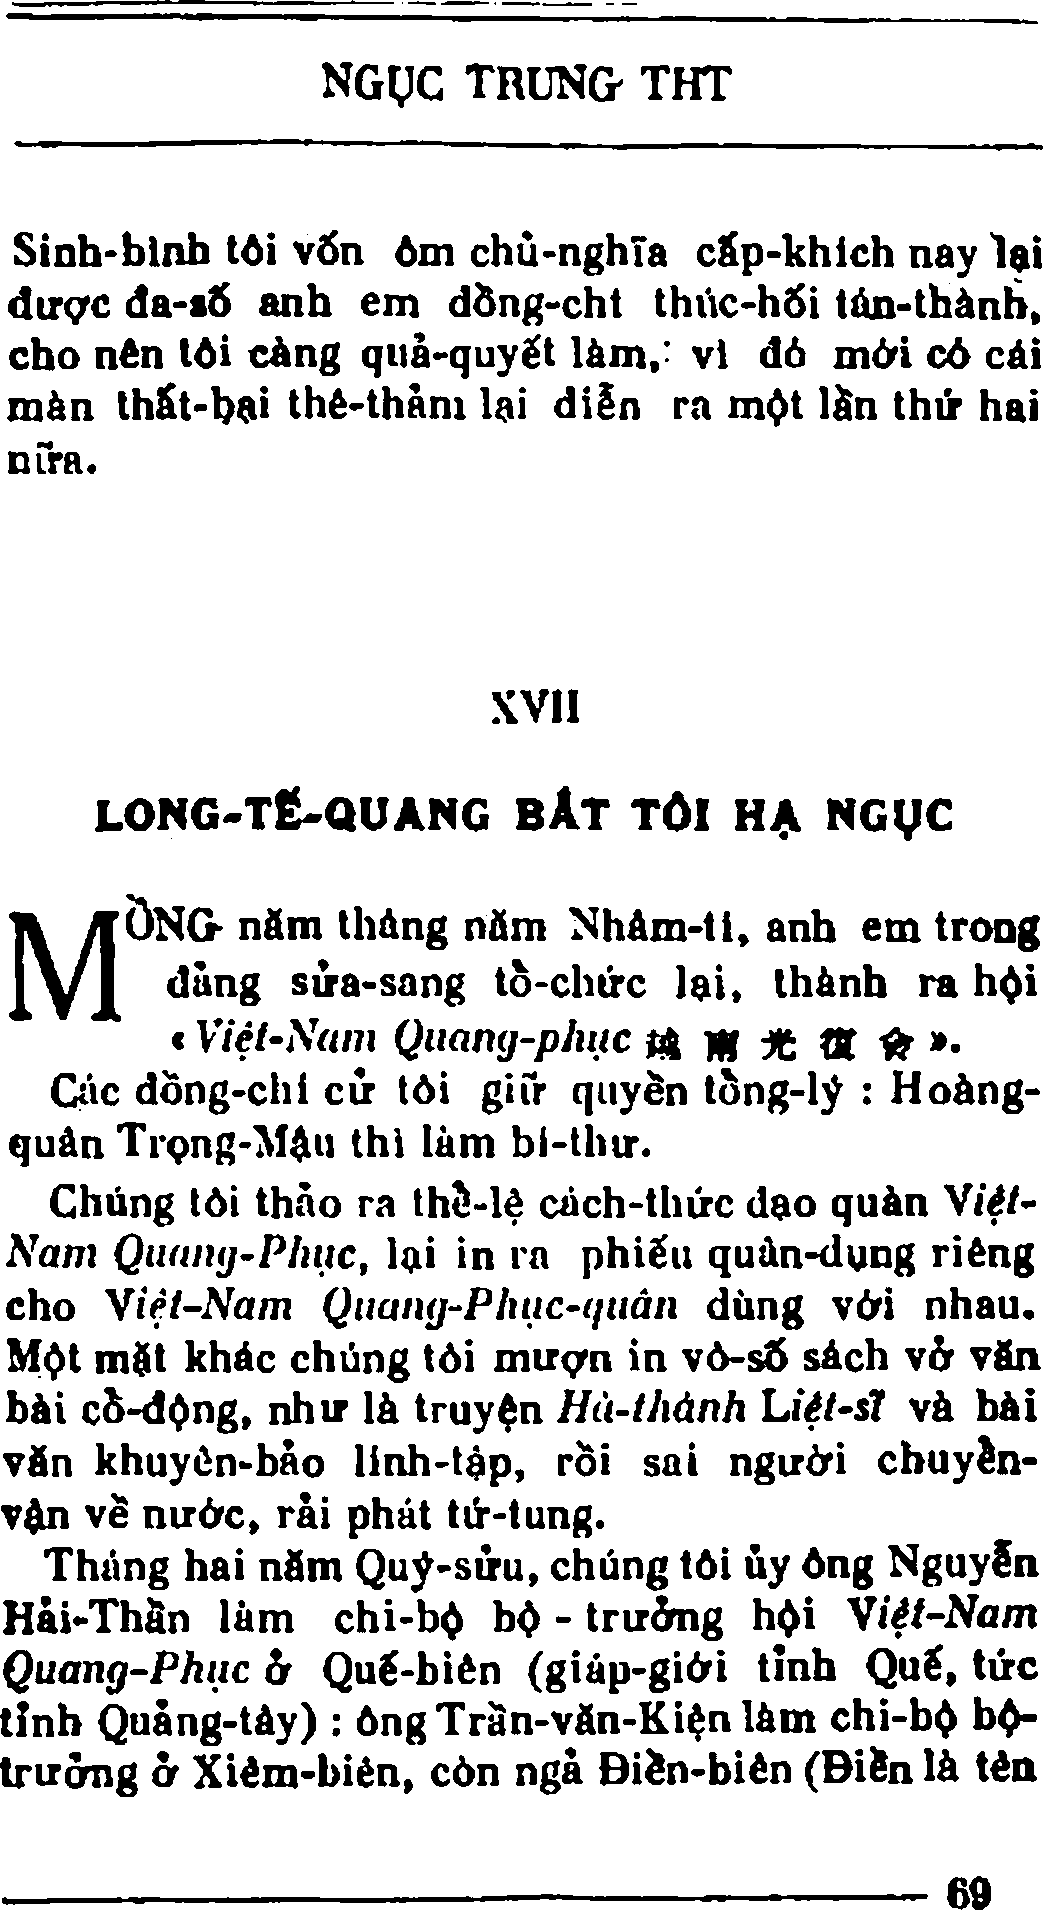 NGỤC TRUNG THƯ
Sinh-bình tôi vốn ôm chủ-nghĩa cấp-khích nay lại
được đa-số anh em đồng-chí thúc-hối tán-thành,
cho nên tôi càng quả-quyết làm, vì đó mới có cái
màn thất-bại thê-thảm lại diễn ra một lần thứ hai
nữa.
XVII
LONG-TẾ-QUANG BẮT TÔI HẠ NGỤC
MỒNG năm tháng năm Nhâm-tí, anh em trong
đảng sửa-sang tổ-chức lại, thành ra hội
« Việt-Nam Quang-phục 越 南 光 復 會 ».
Các đồng-chí cử tôi giữ quyền tổng-lý : Hoàng-
quân Trọng-Mậu thì làm bí-thư.
Chúng tôi thảo ra thể-lệ cách-thức đạo quân Việt-
Nam Quang-Phục, lại in ra phiếu quân-dụng riêng
cho Việt-Nam Quang-Phục-quân dùng với nhau.
Một mặt khác chúng tôi mượn in vô-số sách vở văn
bài cổ-động, như là truyện Hà-thành Liệt-sĩ và bài
văn khuyên-bảo lính-tập, rồi sai người chuyển-
vận về nước, rải phát tứ-tung.
Tháng hai năm Quý-sửu, chúng tôi ủy ông Nguyễn
Hải-Thần làm chi-bộ bộ - trưởng hội Việt-Nam
Quang-Phục ở Quế-biên (giáp-giới tỉnh Quế, tức
tỉnh Quảng-tây) : ông Trần-văn-Kiện làm chi-bộ bộ-
trưởng ở Xiêm-biên, còn ngả Điền-biên (Điền là tên
69